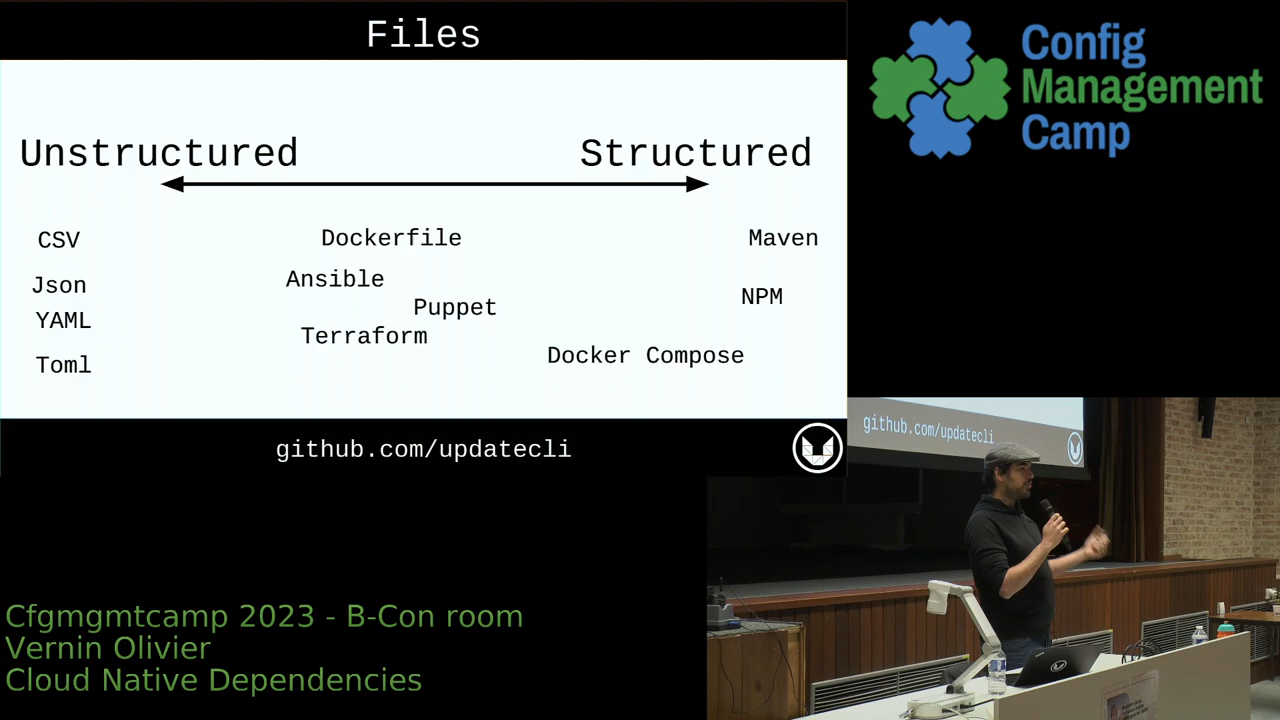 Files
Unstructured
Structured
CSV
Dockerfile
Maven
Json
Ansible
NPM
YAML
Puppet
Terraform
Toml
Docker Compose
github.com/updatecli
Config
Management
Camp
github.com/updatecli
Cfgmgmtcamp 2023 - B-Con room
Vernin Olivier
Cloud Native Dependencies